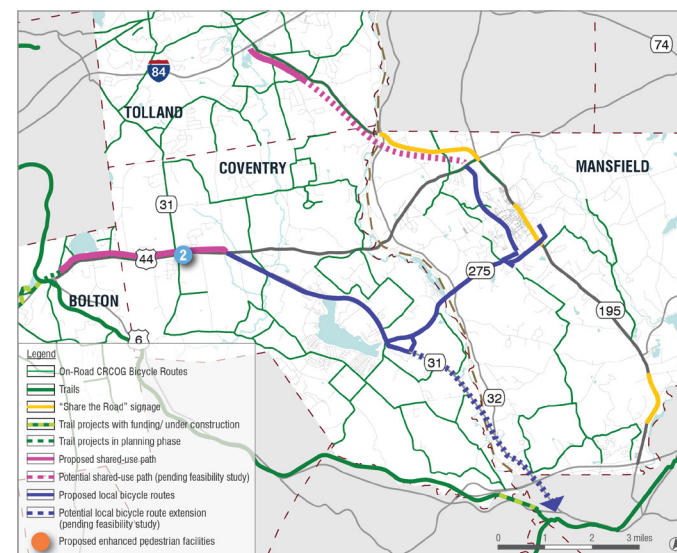 74
84
TOLLAND
COVENTRY
MANSFIELD
31
2
44
275
BOLTON
195
6
31
32
Legend
On-Road CRCOG Bicycle Routes
Trails
"Share the Road" signage
Trail projects with funding/ under construction
Trail projects in planning phase
Proposed shared-use path
Potential shared-use path (pending feasibility study)
Proposed local bicycle routes
Potential local bicycle route extension
(pending feasibility study)
Proposed enhanced pedestrian facilities
0 1 2 3 miles